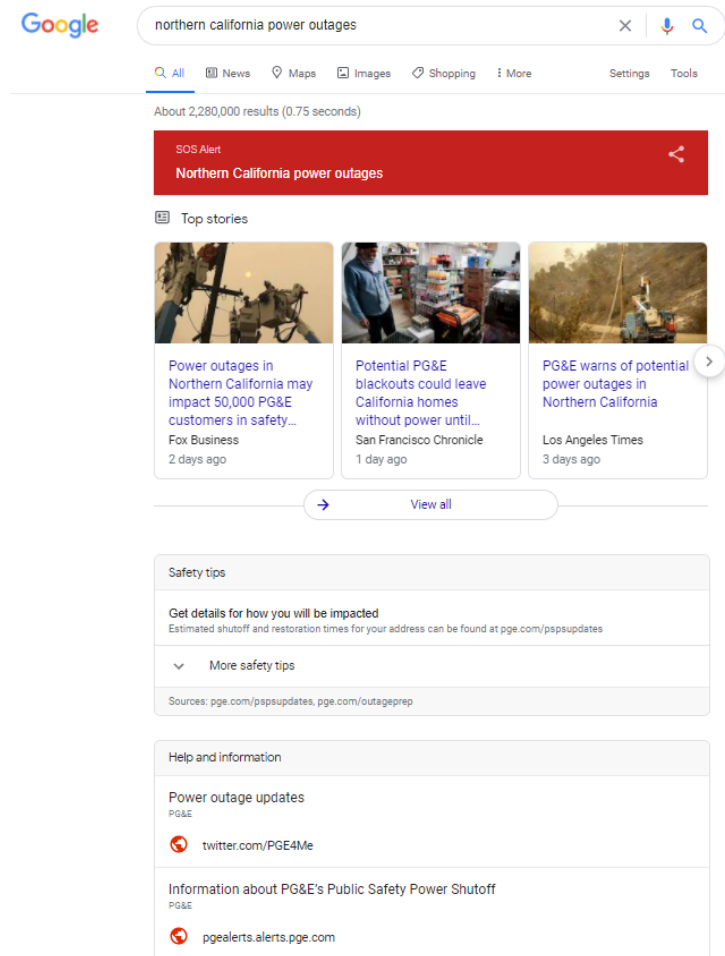 Google
northern california power outages
All News Maps Images Shopping More Settings Tools
About 2,280,000 results (0.75 seconds)
SOS Alert
Northern California power outages
Top stories
Power outages in
Northern California may
impact 50,000 PG&E
customers in safety...
Fox Business
2 days ago
Potential PG&E
blackouts could leave
California homes
without power until...
San Francisco Chronicle
1 day ago
PG&E warns of potential
power outages in
Northern California
Los Angeles Times
3 days ago
View all
Safety tips
Get details for how you will be impacted
Estimated shutoff and restoration times for your address can be found at pge.com/pspsupdates
More safety tips
Sources: pge.com/pspsupdates, pge.com/outageprep
Help and information
Power outage updates
PG&E
twitter.com/PGE4Me
Information about PG&E's Public Safety Power Shutoff
PG&E
pgealerts.alerts.pge.com